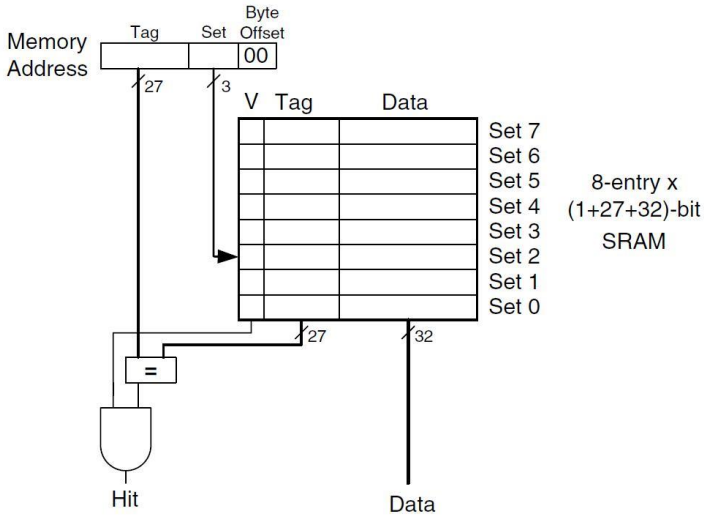 Byte
Tag Set Offset
Memory
Address
00
27 3
V Tag Data
Set 7
Set 6
Set 5
Set 4
Set 3
Set 2
Set 1
Set 0
8-entry x
(1+27+32)-bit
SRAM
27 32
=
Hit
Data